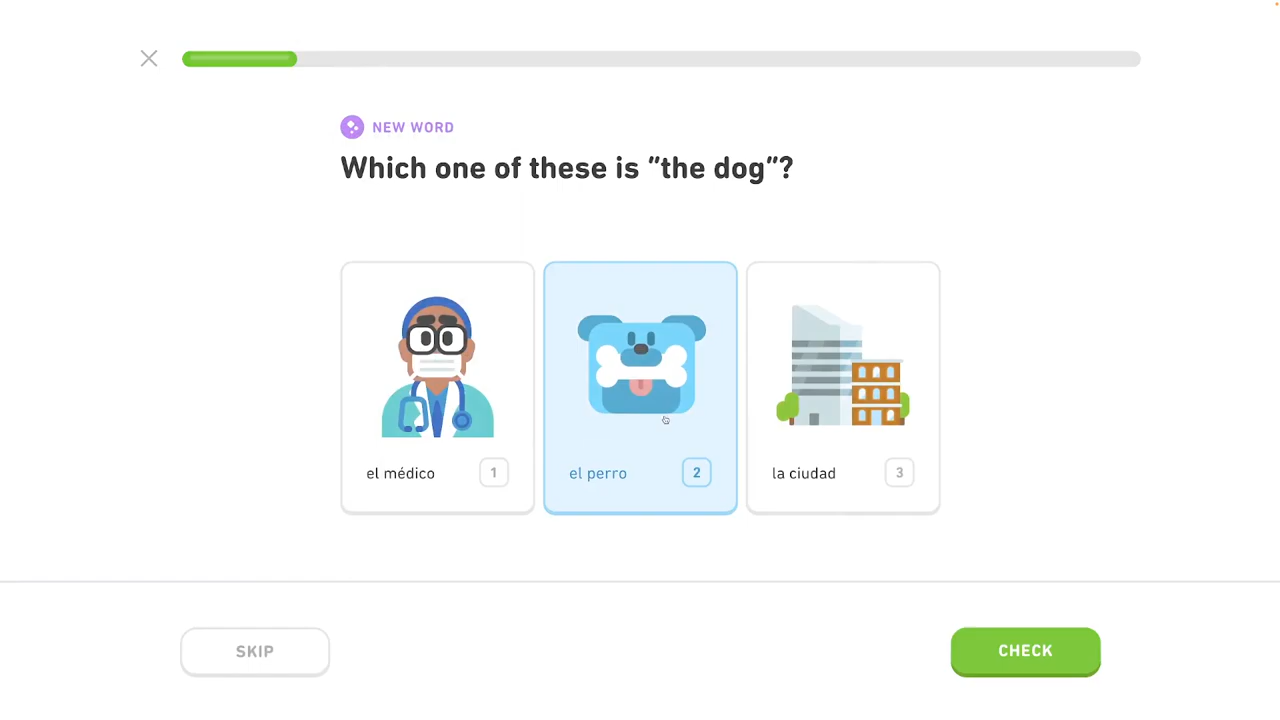 NEW WORD
Which one of these is "the dog"?
el médico 1
el perro 2
la ciudad 3
SKIP
CHECK